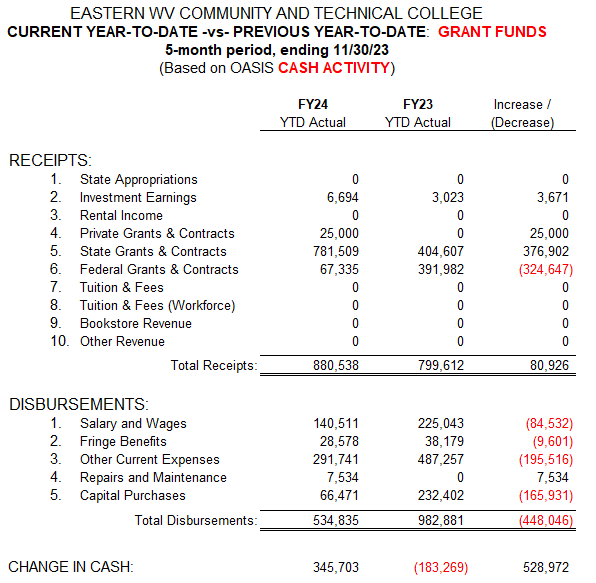 EASTERN WV COMMUNITY AND TECHNICAL COLLEGE
CURRENT YEAR-TO-DATE -vs- PREVIOUS YEAR-TO-DATE: GRANT FUNDS
5-month period, ending 11/30/23
(Based on OASIS CASH ACTIVITY)
FY24 FY23 Increase /
YTD Actual YTD Actual (Decrease)
RECEIPTS:
1. State Appropriations 0 0 0
2. Investment Earnings 6,694 3,023 3,671
3. Rental Income 0 0 0
4. Private Grants & Contracts 25,000 0 25,000
5. State Grants & Contracts 781,509 404,607 376,902
6. Federal Grants & Contracts 67,335 391,982 (324,647)
7. Tuition & Fees 0 0 0
8. Tuition & Fees (Workforce) 0 0 0
9. Bookstore Revenue 0 0 0
10. Other Revenue 0 0 0
Total Receipts: 880,538 799,612 80,926
DISBURSEMENTS:
1. Salary and Wages 140,511 225,043 (84,532)
2. Fringe Benefits 28,578 38,179 (9,601)
3. Other Current Expenses 291,741 487,257 (195,516)
4. Repairs and Maintenance 7,534 0 7,534
5. Capital Purchases 66,471 232,402 (165,931)
Total Disbursements: 534,835 982,881 (448,046)
CHANGE IN CASH: 345,703 (183,269) 528,972